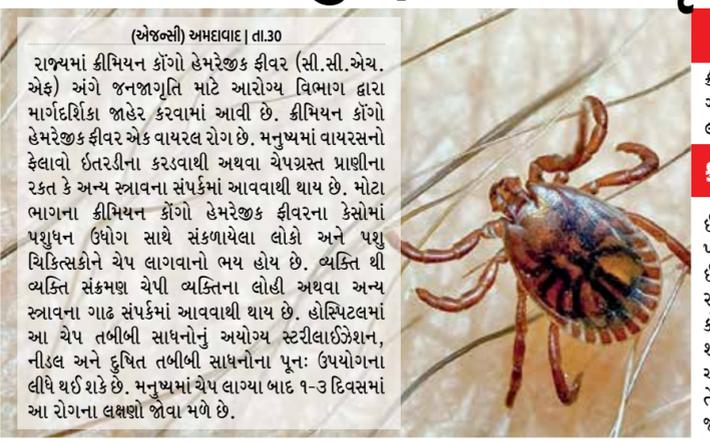 (એજન્સી) અમદાવાદ | તા.30
રાજ્યમાં ક્રીમિયન કૉંગો હેમરેજીક ફીવર (સી.સી.એચ.
એફ) અંગે જનજાગૃતિ માટે આરોગ્ય વિભાગ દ્વારા
માર્ગદર્શિકા જાહેર કરવામાં આવી છે. ક્રીમિયન કૉંગો
હેમરેજીક ફીવર એક વાયરલ રોગ છે. મનુષ્યમાં વાયરસનો
ફેલાવો ઇતરડીના કરડવાથી અથવા ચેપગ્રસ્ત પ્રાણીના
રકત કે અન્ય સ્ત્રાવના સંપર્કમાં આવવાથી થાય છે. મોટા
ભાગના ક્રીમિયન કોંગો હેમરેજીક ફીવરના કેસોમાં
પશુધન ઉધોગ સાથે સંકળાયેલા લોકો અને પશુ
ચિકિત્સકોને ચેપ લાગવાનો ભય હોય છે. વ્યક્તિ થી
વ્યક્તિ સંક્રમણ ચેપી વ્યક્તિના લોહી અથવા અન્ય
સ્ત્રાવના ગાઢ સંપર્કમાં આવવાથી થાય છે. હોસ્પિટલમાં
આ ચેપ તબીબી સાધનોનું અયોગ્ય સ્ટરીલાઈઝેશન,
નીડલ અને દુષિત તબીબી સાધનોના પૂનઃ ઉપયોગના
લીધે થઈ શકે છે. મનુષ્યમાં ચેપ લાગ્યા બાદ ૧-૩ દિવસમાં
આ રોગના લક્ષણો જોવા મળે છે.